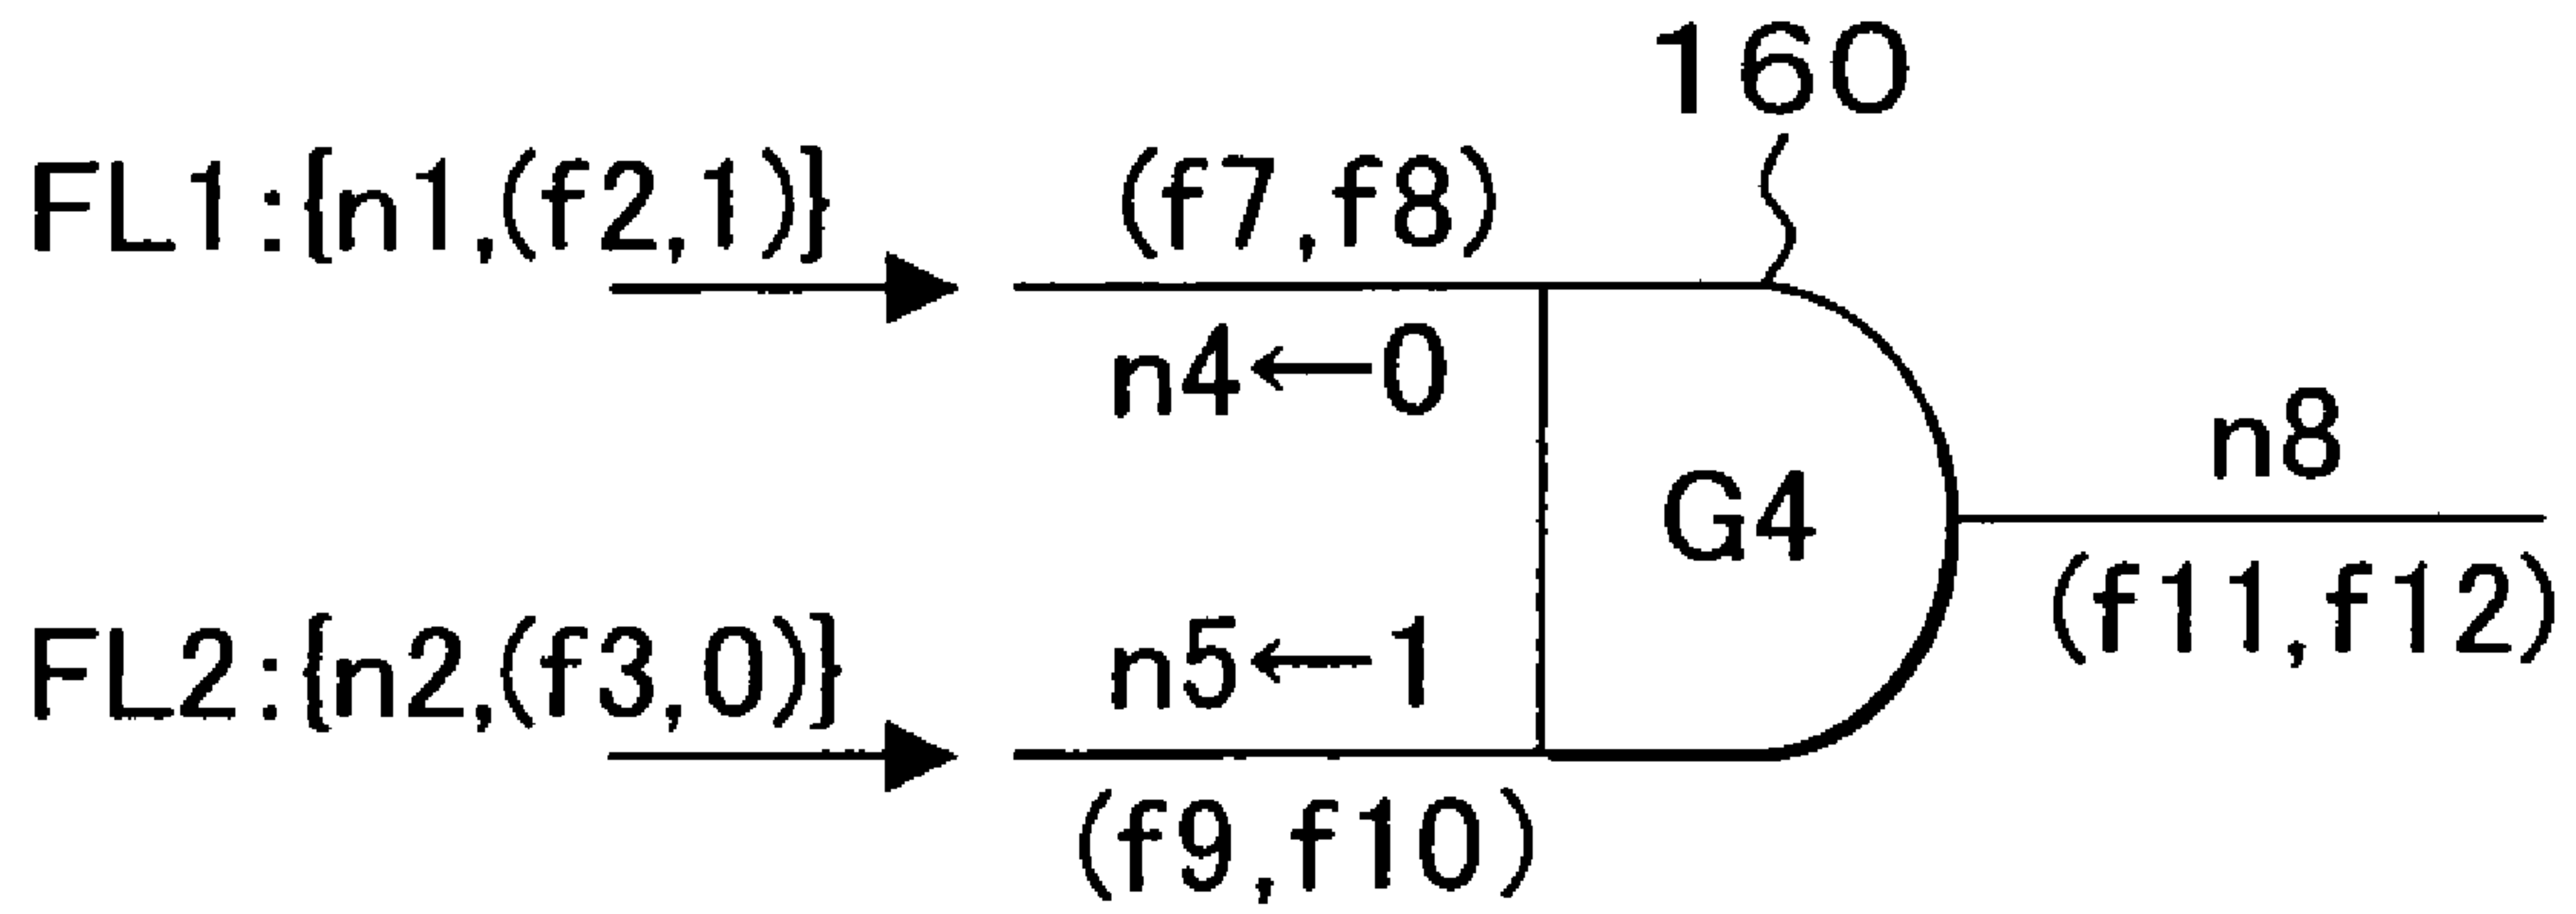 160
FL1:{n1,(f2,1)}
(f7,f8)
n4←0
G4
n8
(f11,f12)
FL2:{n2,(f3,0)}
n5←1
(f9,f10)